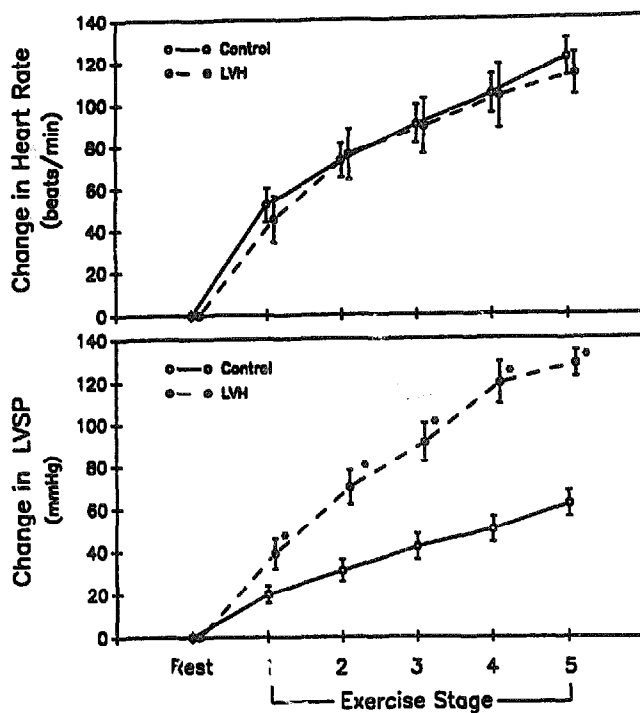 Change in Heart Rate
(beats/min)
140
120
100
80
60
40
20
0
Control
LVH
Change in LVSP
(mmHg)
140
120
100
80
60
40
20
0
Control
LVH
*
*
*
*
*
Rest 1 2 3 4 5
Exercise Stage